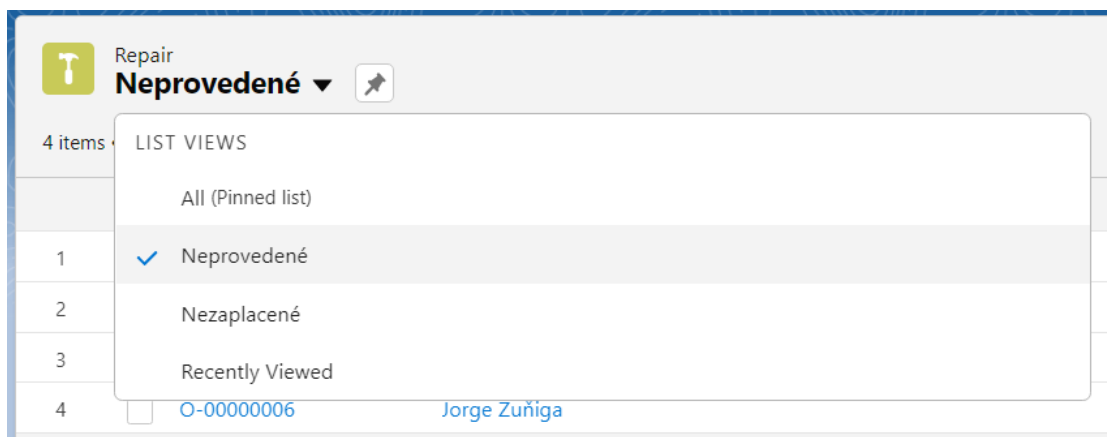 Repair
Neprovedené
4 items •
LIST VIEWS
All (Pinned list)
1
Neprovedené
2
Nezaplacené
3
Recently Viewed
4 O-00000006 Jorge Zuňiga